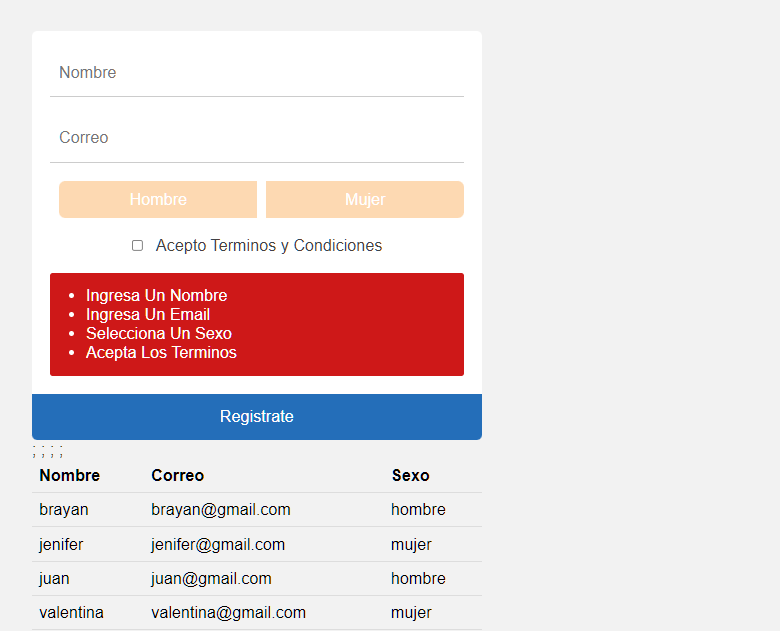 Nombre
Correo
Hombre Mujer
Acepto Terminos y Condiciones
• Ingresa Un Nombre
• Ingresa Un Email
• Selecciona Un Sexo
• Acepta Los Terminos
Registrate
; ; ; ;
Nombre Correo Sexo
brayan brayan@gmail.com hombre
jenifer jenifer@gmail.com mujer
juan juan@gmail.com hombre
valentina valentina@gmail.com mujer